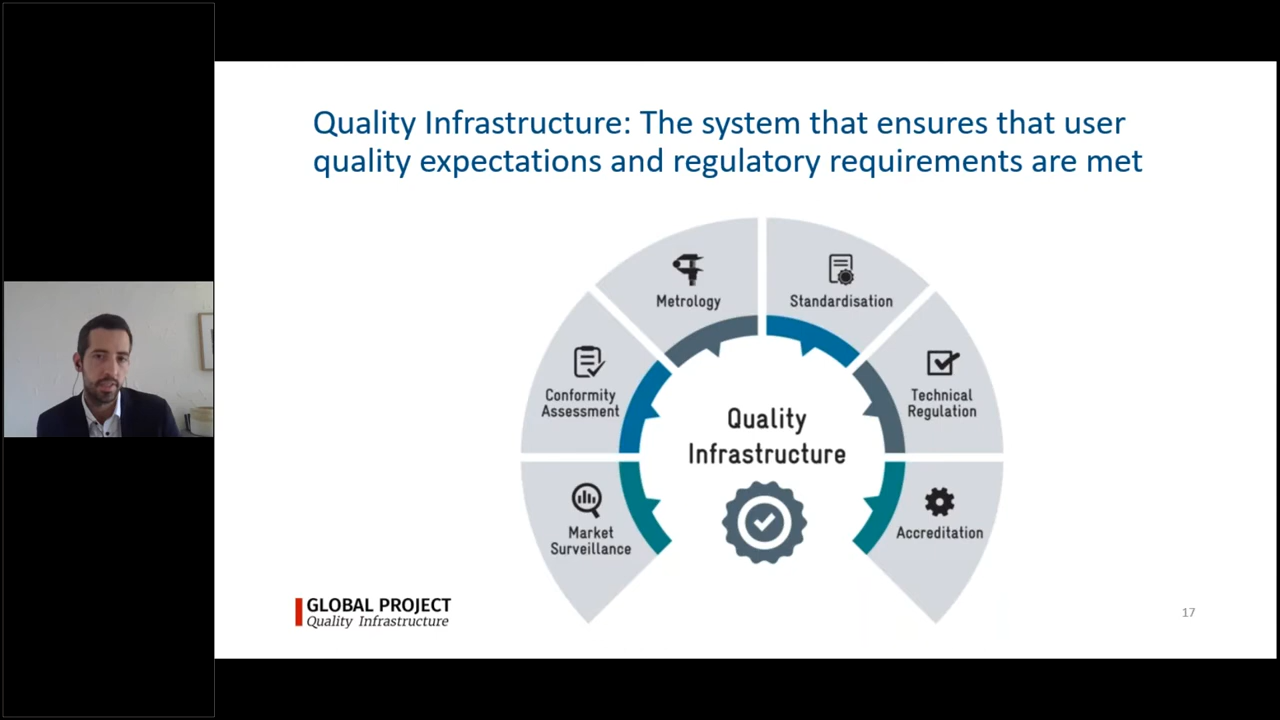 Quality Infrastructure: The system that ensures that user
quality expectations and regulatory requirements are met
Metrology
Standardisation
Conformity
Assessment
Technical
Regulation
Quality
Infrastructure
Market
Surveillance
Accreditation
GLOBAL PROJECT
Quality Infrastructure
17